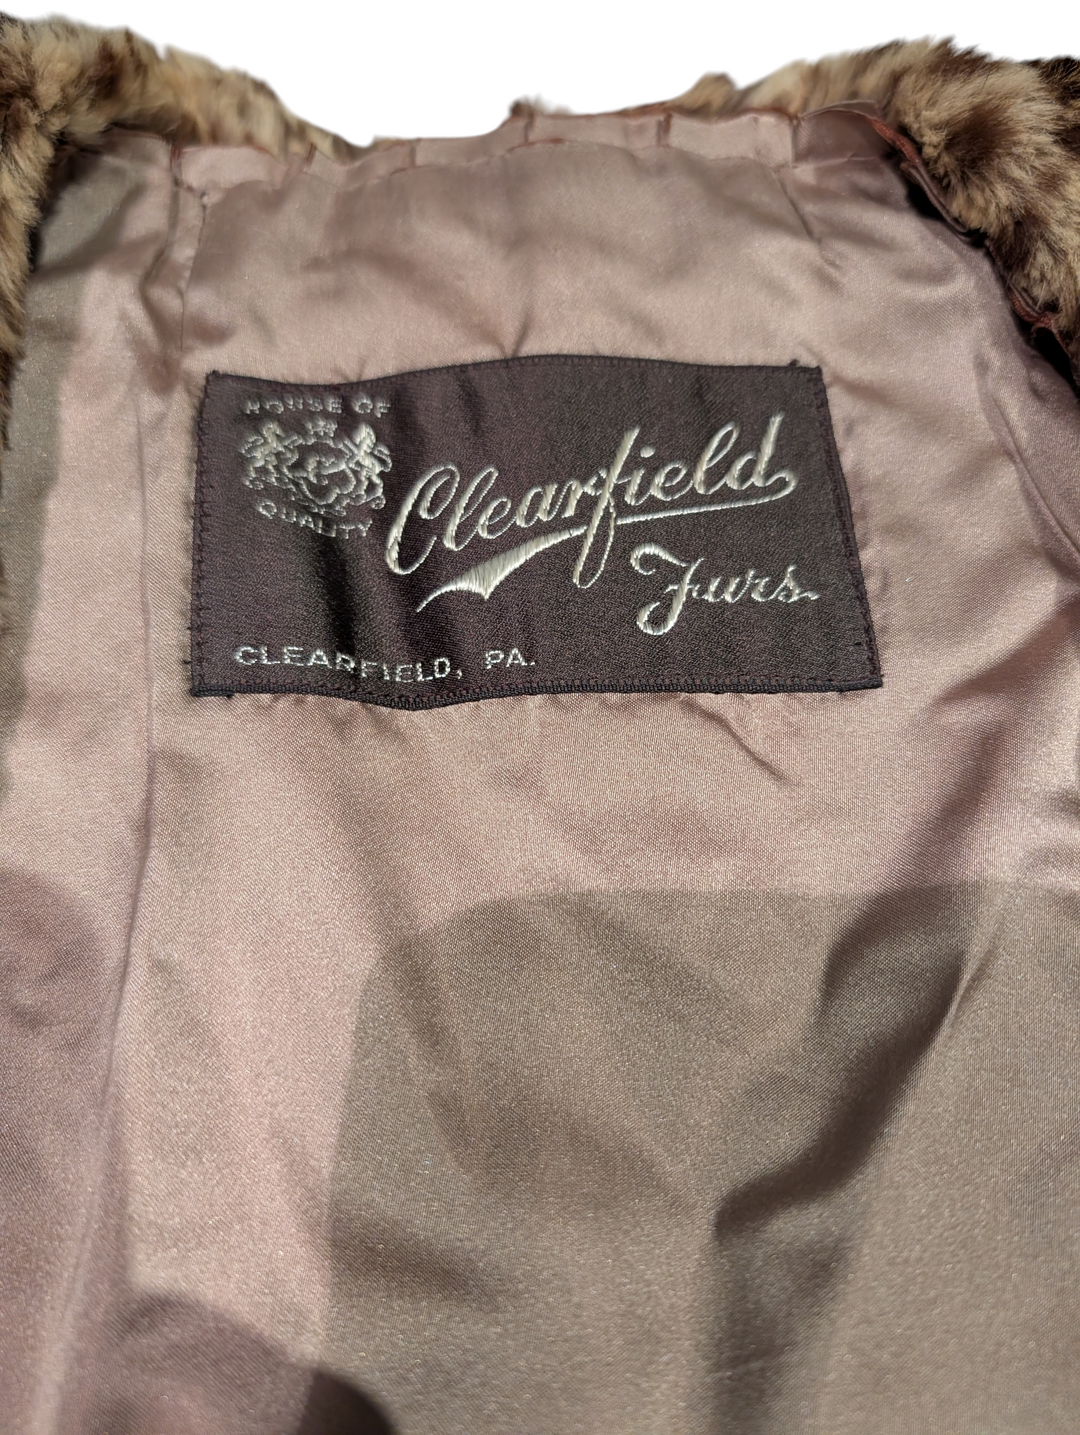 HOUSE OF
QUALITY
Clearfield
Furs
CLEARFIELD, PA.